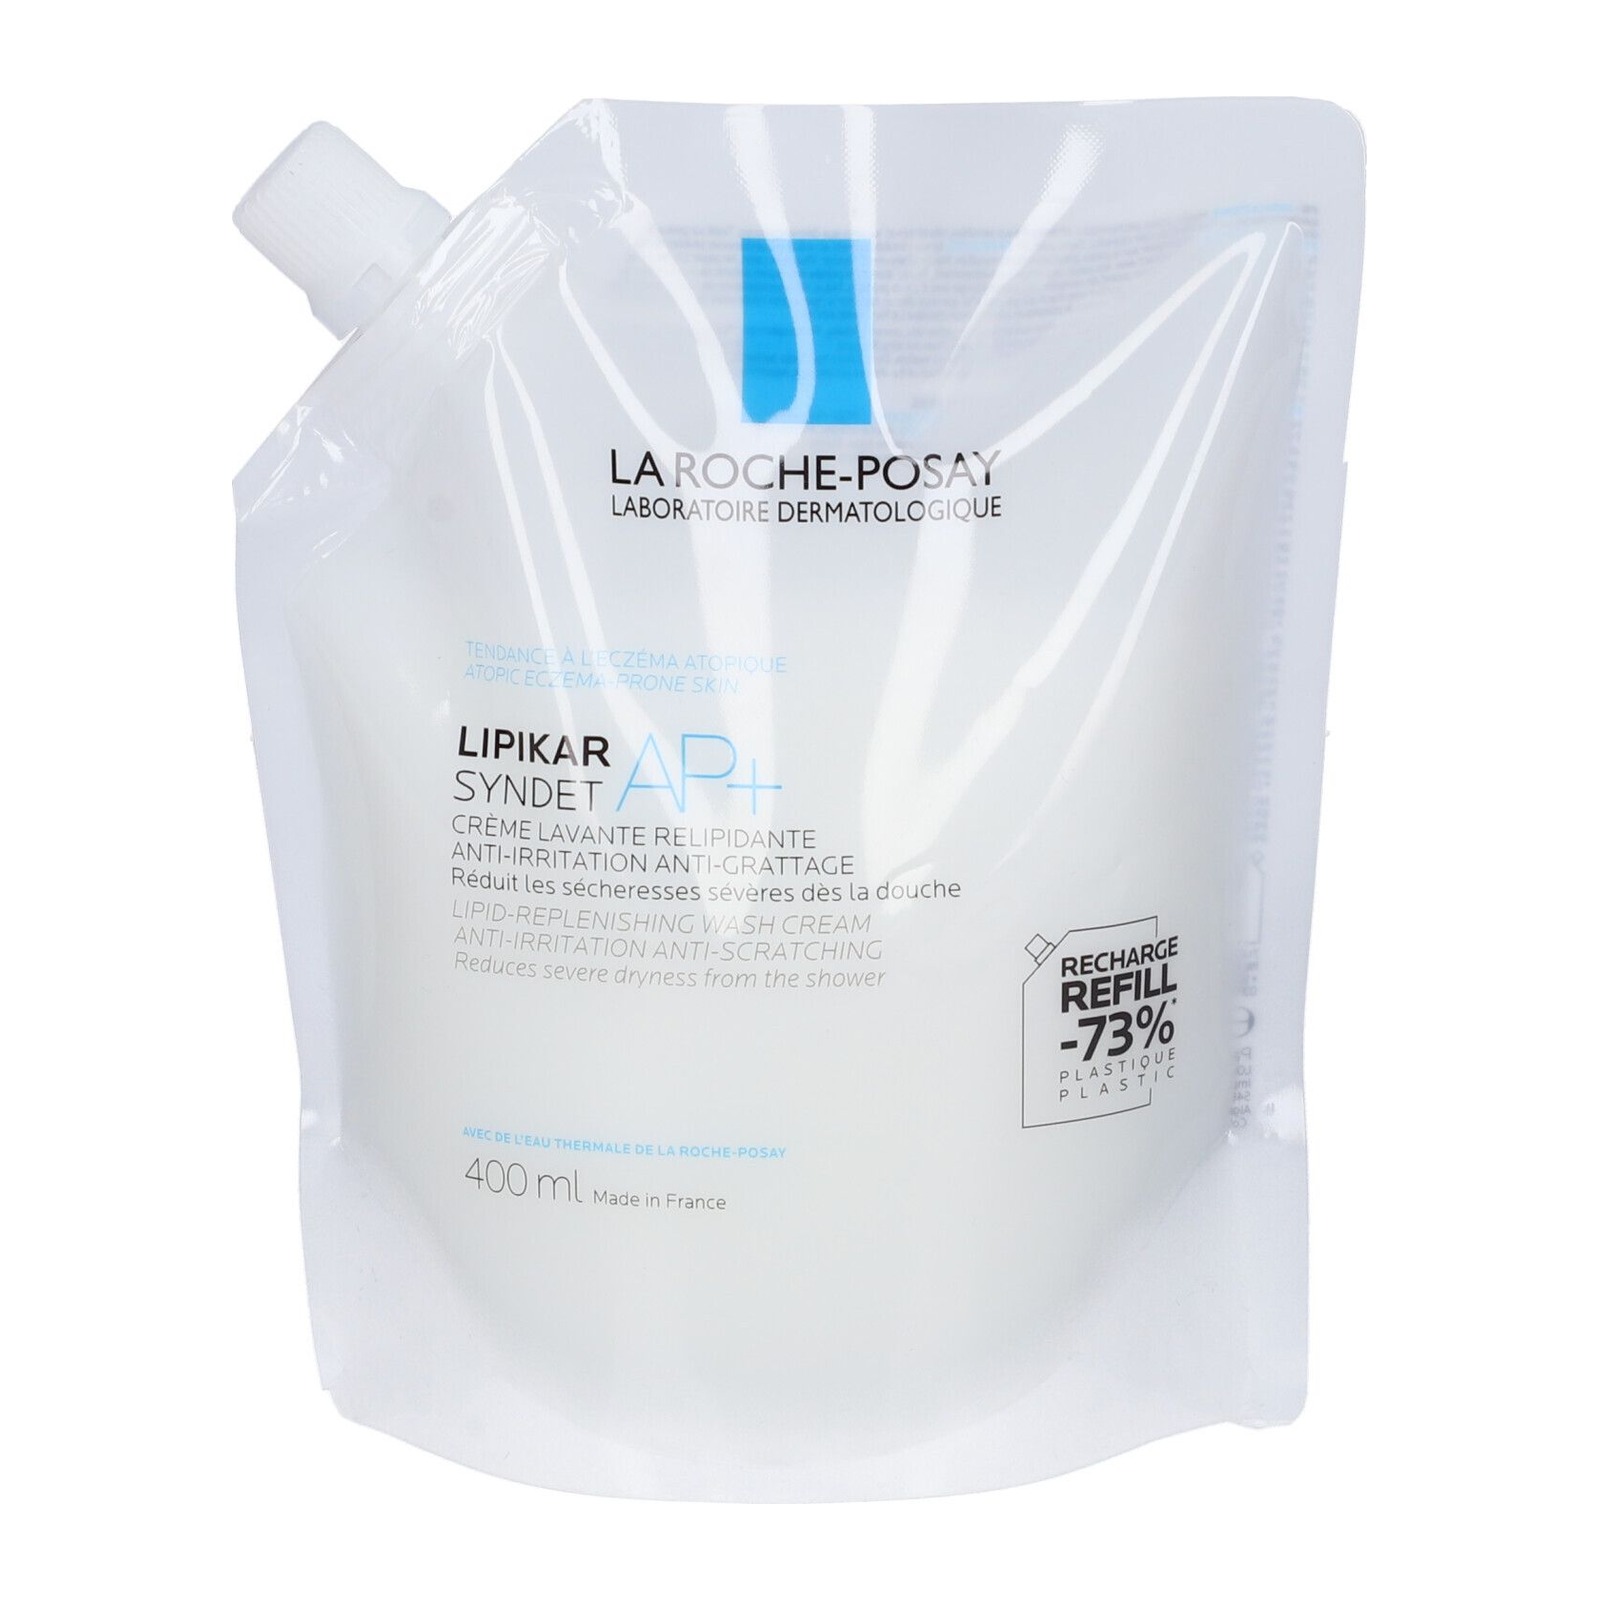 LA ROCHE-POSAY
LABORATOIRE DERMATOLOGIQUE
TENDANCE À L'ECZÉMA ATOPIQUE
ATOPIC ECZEMA-PRONE SKIN
LIPIKAR
SYNDET AP+
CRÈME LAVANTE RELIPIDANTE
ANTI-IRRITATION ANTI-GRATTAGE
Réduit les sécheresses sévères dès la douche
LIPID-REPLENISHING WASH CREAM
ANTI-IRRITATION ANTI-SCRATCHING
Reduces severe dryness from the shower
RECHARGE
REFILL
-73%*
PLASTIQUE
PLASTIC
AVEC DE L'EAU THERMALE DE LA ROCHE-POSAY
400 ml Made in France